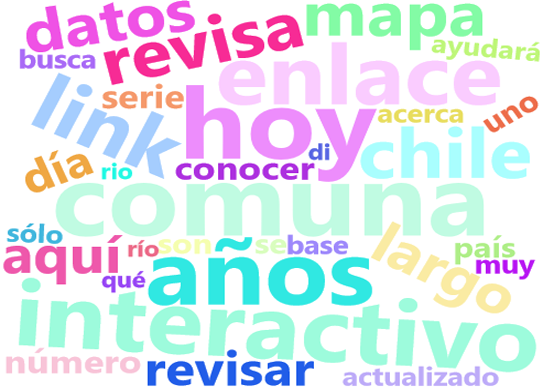 datos
mapa
revisa
ayudará
busca
enlace
link
serie
hoy
acerca
uno
chile
di
día
rio
conocer
comuna
sólo
aquí
río
son
se
base
largo
país
muy
qué
años
interactivo
número
revisar
actualizado